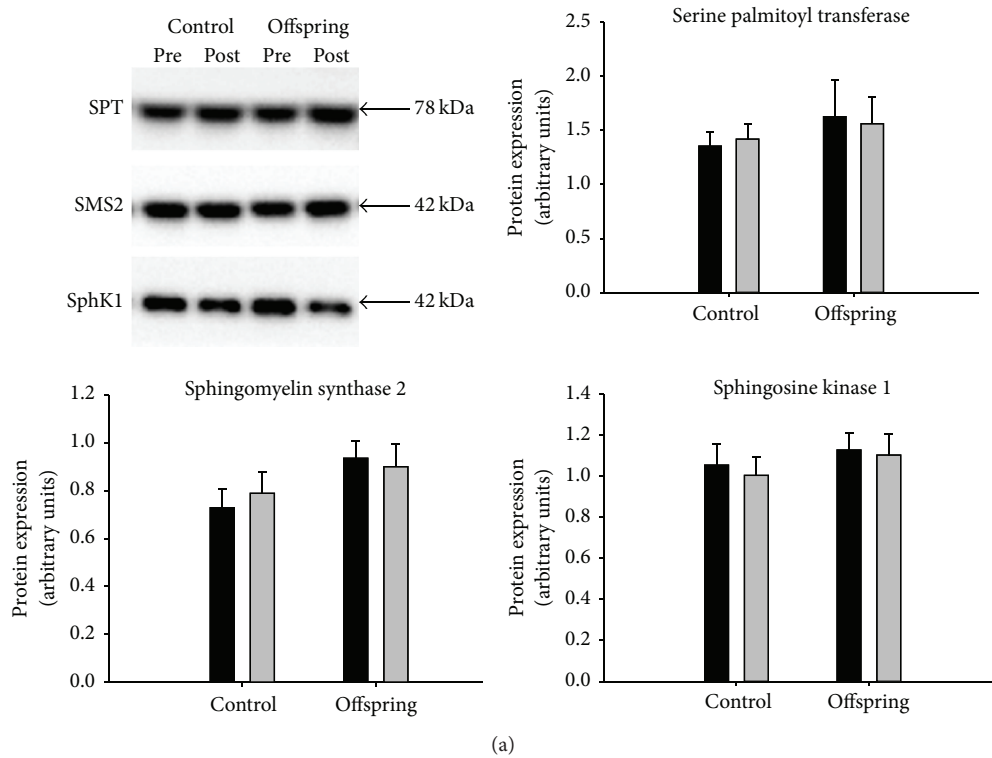 Control Offspring
Pre Post Pre Post
SPT 78 kDa
SMS2 42 kDa
SphK1 42 kDa
Serine palmitoyl transferase
Protein expression
(arbitrary units)
2.5
2.0
1.5
1.0
0.5
0.0
Control Offspring
Sphingomyelin synthase 2
Protein expression
(arbitrary units)
1.2
1.0
0.8
0.6
0.4
0.2
0.0
Control Offspring
Sphingosine kinase 1
Protein expression
(arbitrary units)
1.4
1.2
1.0
0.8
0.6
0.4
0.2
0.0
Control Offspring
(a)